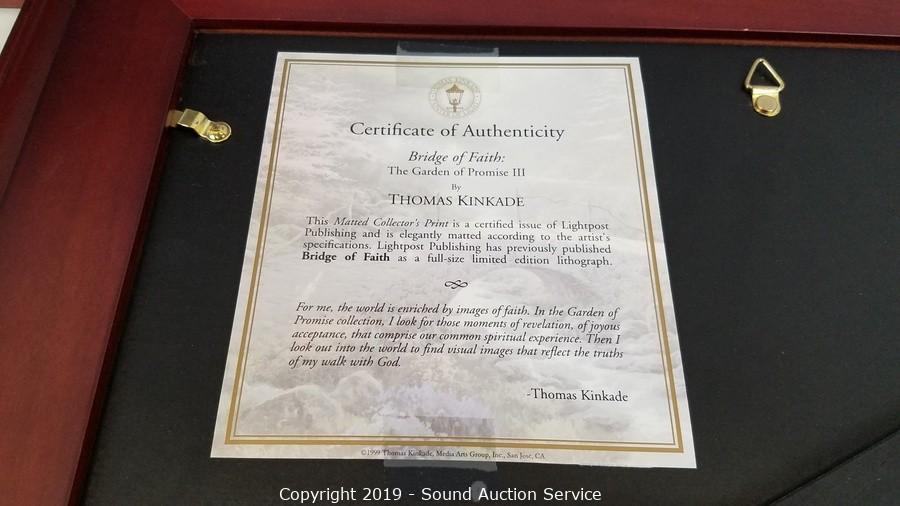 Certificate of Authenticity
Bridge of Faith:
The Garden of Promise III
By
THOMAS KINKADE
This Matted Collector's Print is a certified issue of Lightpost
Publishing and is elegantly matted according to the artist's
specifications. Lightpost Publishing has previously published
Bridge of Faith as a full-size limited edition lithograph.
For me, the world is enriched by images of faith. In the Garden of
Promise collection, I look for those moments of revelation, of joyous
acceptance, that comprise our common spiritual experience. Then I
look out into the world to find visual images that reflect the truths
of my walk with God.
-Thomas Kinkade
©1999 Thomas Kinkade, Media Arts Group, Inc., San Jose, CA
Copyright 2019 - Sound Auction Service